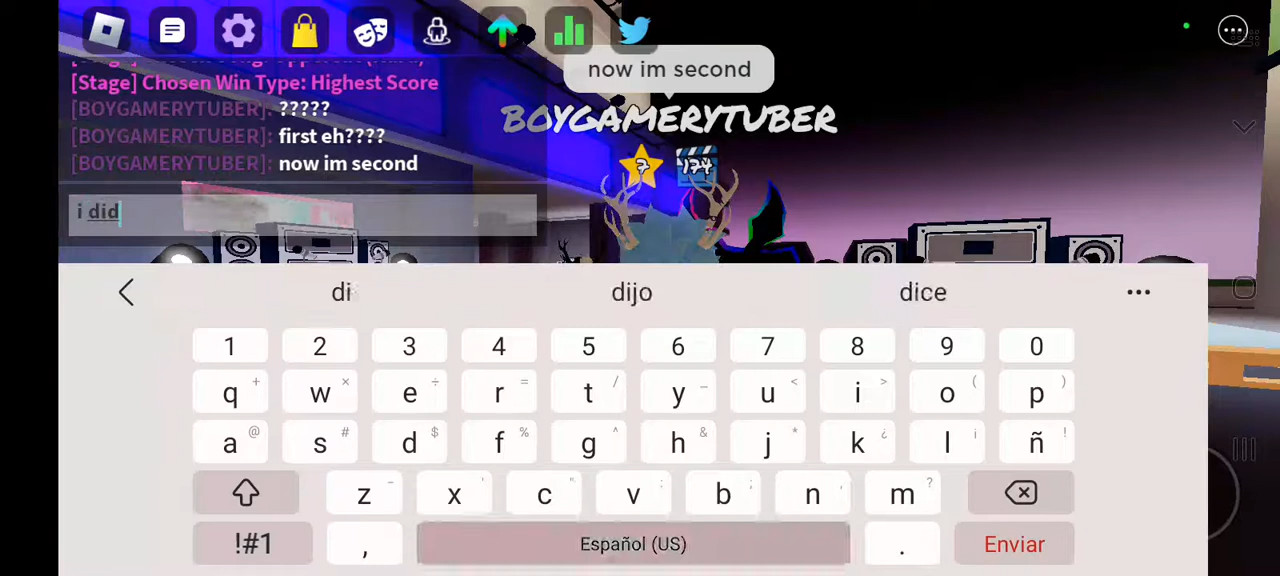 now im second
[Stage] Chosen Win Type: Highest Score
BOYGAMERYTUBER
[BOYGAMERYTUBER]: ?????
[BOYGAMERYTUBER]: first eh????
[BOYGAMERYTUBER]: now im second
7 174
i did
di dijo dice
1 2 3 4 5 6 7 8 9 0
q + w × e ÷ r = t / y _ u < i > o ( p )
a @ s # d $ f % g ^ h & j * k ¿ l ¡ ñ !
z - x ' c " v : b ; n , m ?
!#1 , Español (US) . Enviar